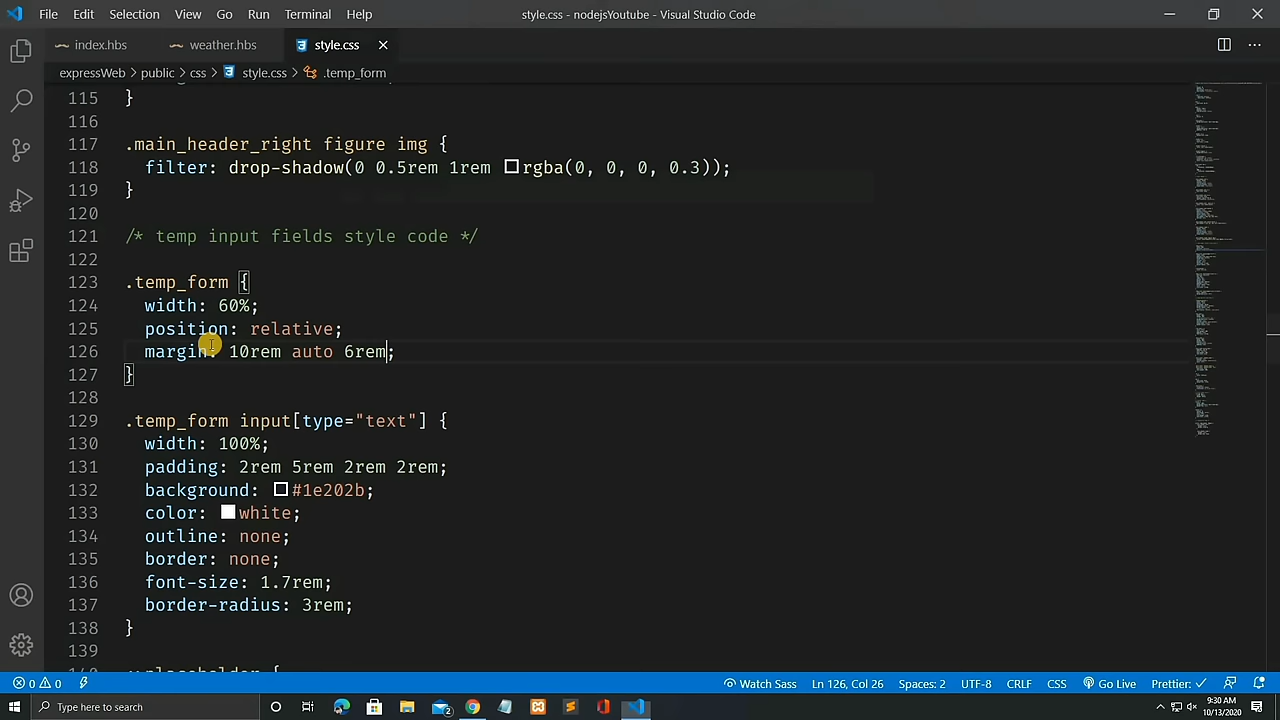 File Edit Selection View Go Run Terminal Help
style.css - nodejsYoutube - Visual Studio Code
index.hbs weather.hbs style.css
expressWeb > public > css > style.css > .temp_form
115 }
116
117 .main_header_right figure img {
118 filter: drop-shadow(0 0.5rem 1rem rgba(0, 0, 0, 0.3));
119 }
120
121 /* temp input fields style code */
122
123 .temp_form {
124 width: 60%;
125 position: relative;
126 margin: 10rem auto 6rem;
127 }
128
129 .temp_form input[type="text"] {
130 width: 100%;
131 padding: 2rem 5rem 2rem 2rem;
132 background: #1e202b;
133 color: white;
134 outline: none;
135 border: none;
136 font-size: 1.7rem;
137 border-radius: 3rem;
138 }
139
0 0 Watch Sass Ln 126, Col 26 Spaces: 2 UTF-8 CRLF CSS Go Live Prettier: ✓
Type here to search
2
9:30 AM
10/13/2020